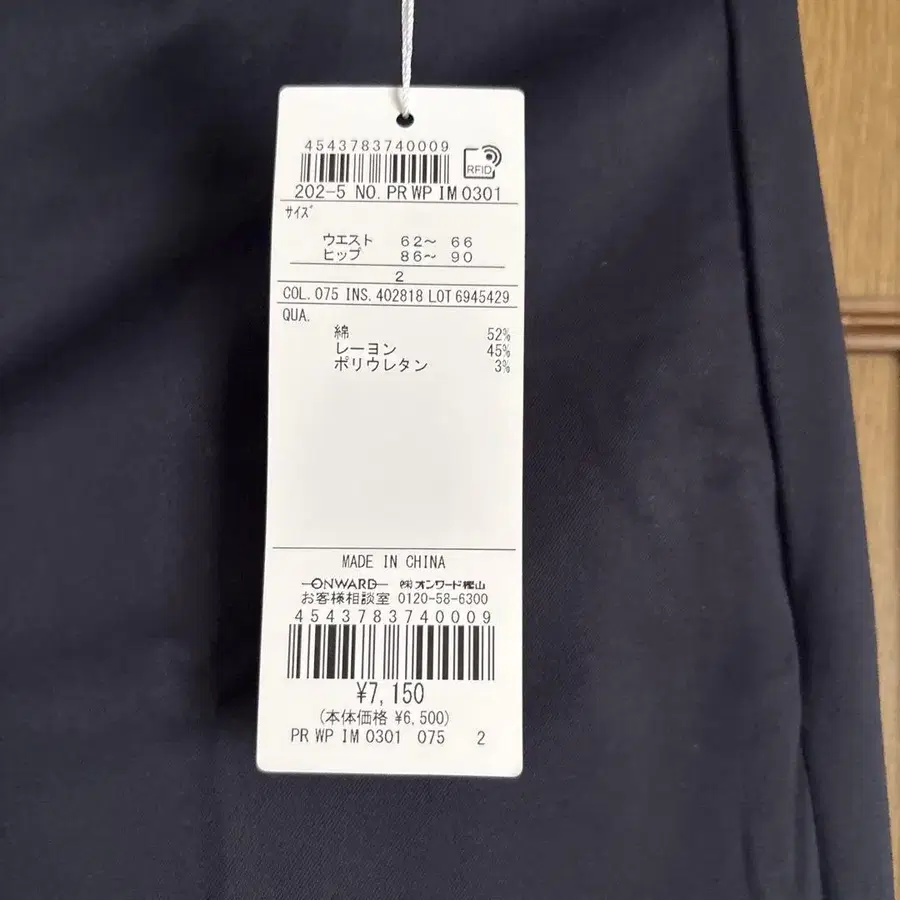 4543783740009
RFID
202-5 NO. PR WP IM 0301
サイズ
ウエスト 62～ 66
ヒップ 86～ 90
2
COL. 075 INS. 402818 LOT 6945429
QUA.
綿 52%
レーヨン 45%
ポリウレタン 3%
MADE IN CHINA
ONWARD ㈱オンワード樫山
お客様相談室 0120-58-6300
4543783740009
¥7,150
(本体価格 ¥6,500)
PR WP IM 0301 075 2